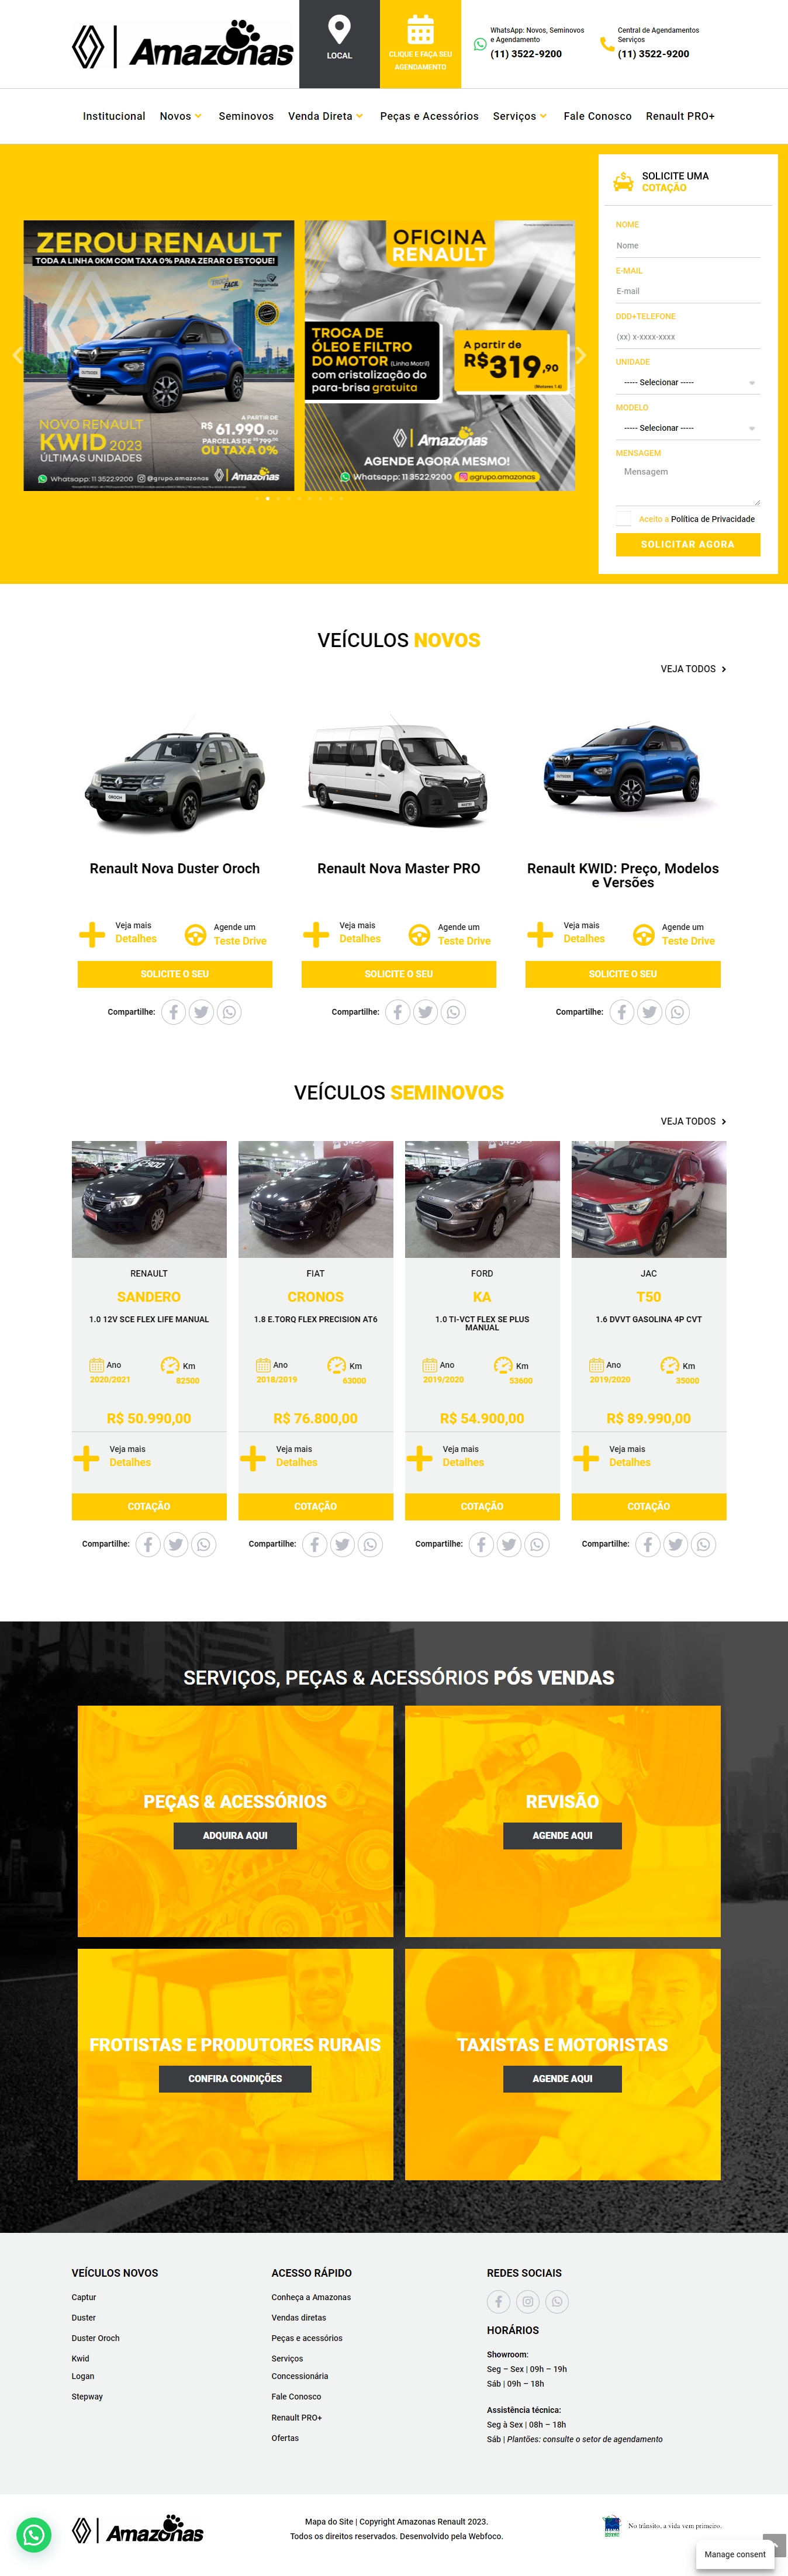 Amazonas
LOCAL
CLIQUE E FAÇA SEU
AGENDAMENTO
WhatsApp: Novos, Seminovos
e Agendamento
(11) 3522-9200
Central de Agendamentos
Serviços
(11) 3522-9200
Institucional Novos Seminovos Venda Direta Peças e Acessórios Serviços Fale Conosco Renault PRO+
ZEROU RENAULT
TODA A LINHA 0KM COM TAXA 0% PARA ZERAR O ESTOQUE!
NOVO RENAULT
KWID 2023
ÚLTIMAS UNIDADES
A PARTIR DE
R$ 61.990 OU
PARCELAS DE R$ 799,00
OU TAXA 0%
Whatsapp: 11 3522.9200 @grupo.amazonas Amazonas
OFICINA
RENAULT
TROCA DE
ÓLEO E FILTRO
DO MOTOR (Linha Motril)
com cristalização do
para-brisa gratuita
A partir de
R$319,90
(Motores 1.6)
Amazonas
AGENDE AGORA MESMO!
Whatsapp: 11 3522.9200 @grupo.amazonas
SOLICITE UMA
COTAÇÃO
NOME
Nome
E-MAIL
E-mail
DDD+TELEFONE
(xx) x-xxxx-xxxx
UNIDADE
----- Selecionar -----
MODELO
----- Selecionar -----
MENSAGEM
Mensagem
Aceito a Política de Privacidade
SOLICITAR AGORA
VEÍCULOS NOVOS
VEJA TODOS
Renault Nova Duster Oroch
Veja mais
Detalhes
Agende um
Teste Drive
SOLICITE O SEU
Compartilhe:
Renault Nova Master PRO
Veja mais
Detalhes
Agende um
Teste Drive
SOLICITE O SEU
Compartilhe:
Renault KWID: Preço, Modelos
e Versões
Veja mais
Detalhes
Agende um
Teste Drive
SOLICITE O SEU
Compartilhe:
VEÍCULOS SEMINOVOS
VEJA TODOS
RENAULT
SANDERO
1.0 12V SCE FLEX LIFE MANUAL
Ano
2020/2021
Km
82500
R$ 50.990,00
Veja mais
Detalhes
COTAÇÃO
Compartilhe:
FIAT
CRONOS
1.8 E.TORQ FLEX PRECISION AT6
Ano
2018/2019
Km
63000
R$ 76.800,00
Veja mais
Detalhes
COTAÇÃO
Compartilhe:
FORD
KA
1.0 TI-VCT FLEX SE PLUS
MANUAL
Ano
2019/2020
Km
53600
R$ 54.900,00
Veja mais
Detalhes
COTAÇÃO
Compartilhe:
JAC
T50
1.6 DVVT GASOLINA 4P CVT
Ano
2019/2020
Km
35000
R$ 89.990,00
Veja mais
Detalhes
COTAÇÃO
Compartilhe:
SERVIÇOS, PEÇAS & ACESSÓRIOS PÓS VENDAS
PEÇAS & ACESSÓRIOS
ADQUIRA AQUI
REVISÃO
AGENDE AQUI
FROTISTAS E PRODUTORES RURAIS
CONFIRA CONDIÇÕES
TAXISTAS E MOTORISTAS
AGENDE AQUI
VEÍCULOS NOVOS
Captur
Duster
Duster Oroch
Kwid
Logan
Stepway
ACESSO RÁPIDO
Conheça a Amazonas
Vendas diretas
Peças e acessórios
Serviços
Concessionária
Fale Conosco
Renault PRO+
Ofertas
REDES SOCIAIS
HORÁRIOS
Showroom:
Seg – Sex | 09h – 19h
Sáb | 09h – 18h
Assistência técnica:
Seg à Sex | 08h – 18h
Sáb | Plantões: consulte o setor de agendamento
Amazonas
Mapa do Site | Copyright Amazonas Renault 2023.
Todos os direitos reservados. Desenvolvido pela Webfoco.
No trânsito, a vida vem primeiro.
Manage consent